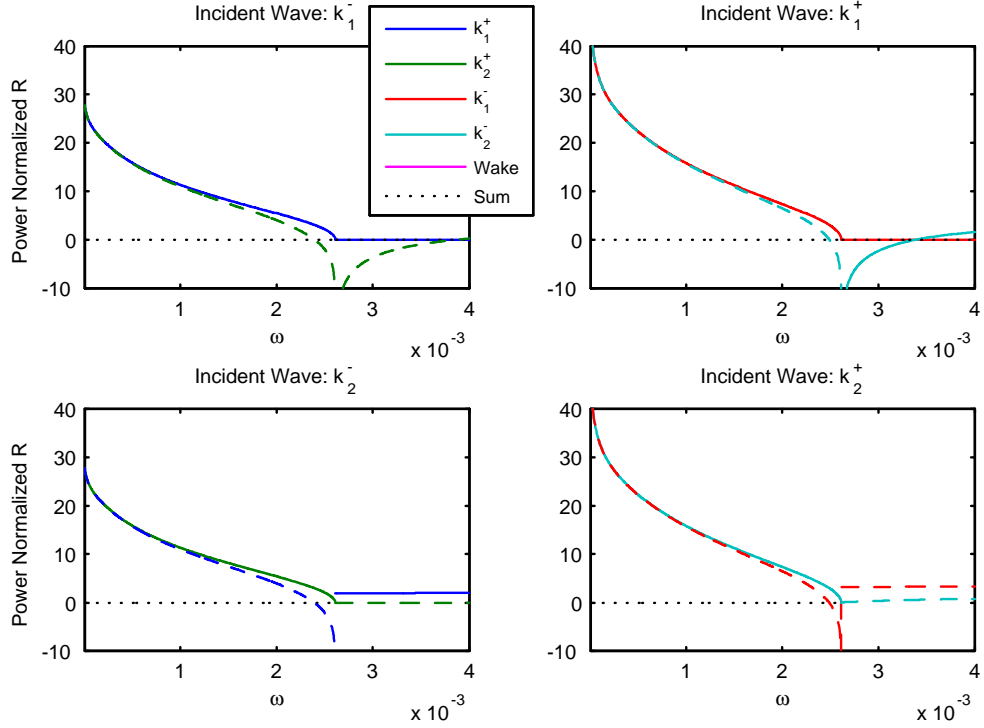 Incident Wave: k₁⁻
Incident Wave: k₁⁺
k₁⁺
k₂⁺
k₁⁻
k₂⁻
Wake
Sum
Power Normalized R
40
30
20
10
0
-10
1
2
3
4
ω
x 10⁻³
40
30
20
10
0
-10
1
2
3
4
ω
x 10⁻³
Incident Wave: k₂⁻
Incident Wave: k₂⁺
Power Normalized R
40
30
20
10
0
-10
1
2
3
4
ω
x 10⁻³
40
30
20
10
0
-10
1
2
3
4
ω
x 10⁻³